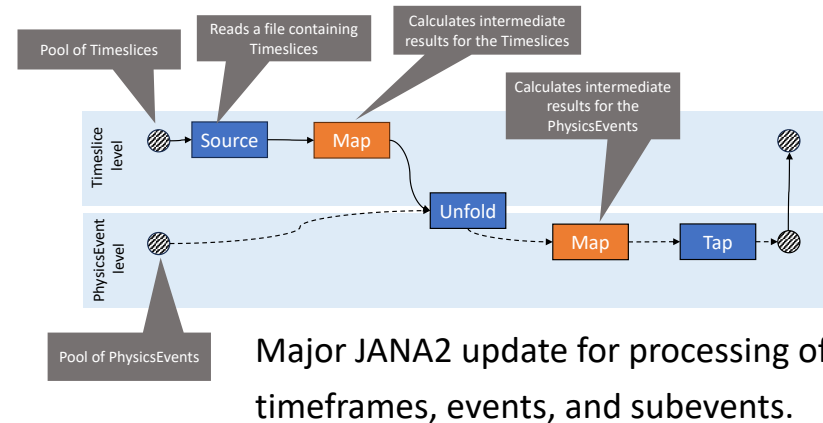 Pool of Timeslices
Reads a file containing
Timeslices
Calculates intermediate
results for the Timeslices
Calculates intermediate
results for the
PhysicsEvents
Timeslice
level
Source
Map
Unfold
PhysicsEvent
level
Map
Tap
Pool of PhysicsEvents
Major JANA2 update for processing of
timeframes, events, and subevents.